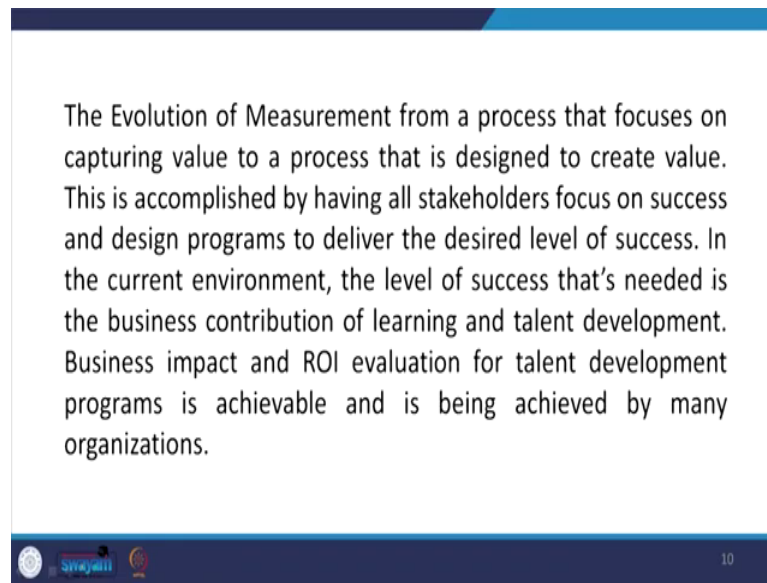 The Evolution of Measurement from a process that focuses on
capturing value to a process that is designed to create value.
This is accomplished by having all stakeholders focus on success
and design programs to deliver the desired level of success. In
the current environment, the level of success that’s needed is
the business contribution of learning and talent development.
Business impact and ROI evaluation for talent development
programs is achievable and is being achieved by many
organizations.
swayam
10